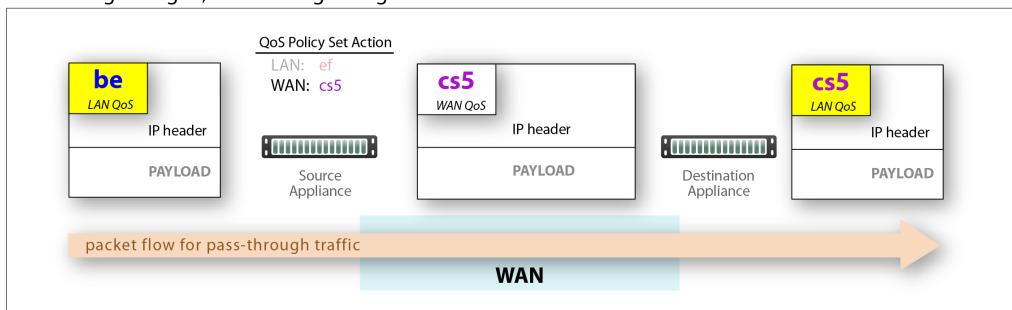 be
LAN QoS
IP header
PAYLOAD
QoS Policy Set Action
LAN: ef
WAN: cs5
Source
Appliance
cs5
WAN QoS
IP header
PAYLOAD
Destination
Appliance
cs5
LAN QoS
IP header
PAYLOAD
packet flow for pass-through traffic
WAN